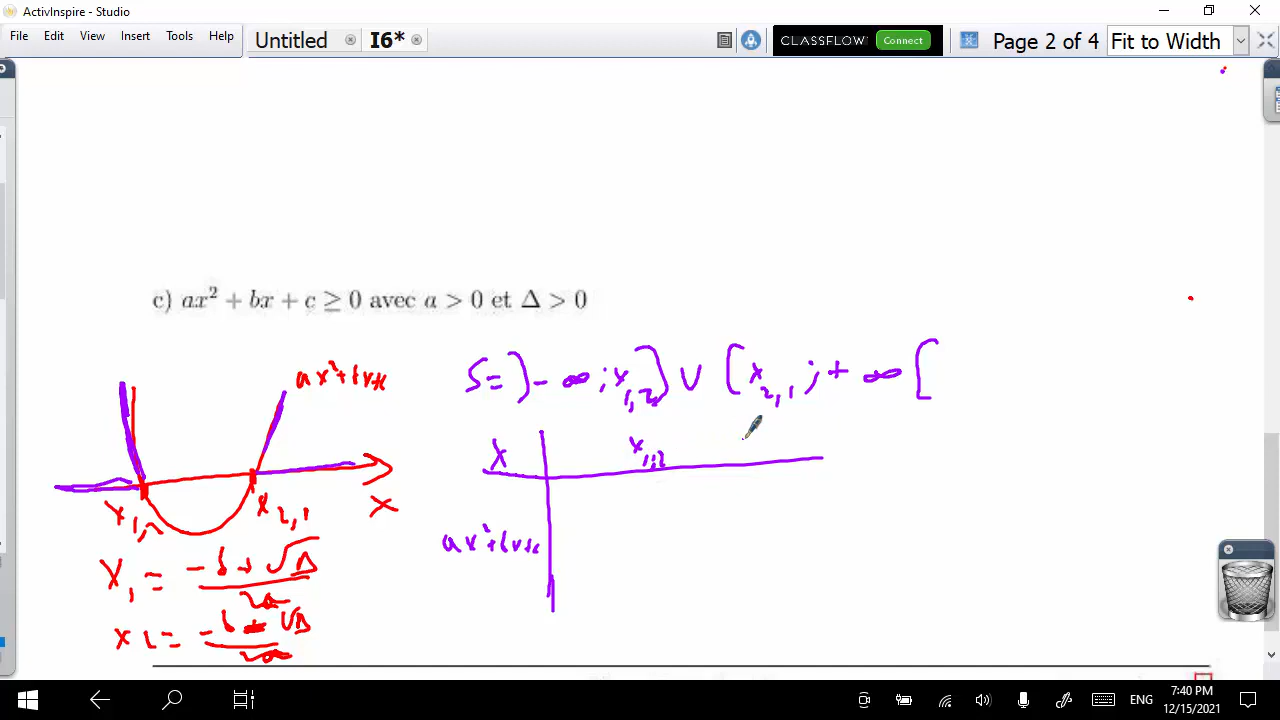 ActivInspire - Studio
File Edit View Insert Tools Help
Untitled I6*
CLASSFLOW Connect
Page 2 of 4 Fit to Width
c) ax² + bx + c ≥ 0 avec a > 0 et Δ > 0
S = ]-∞; x1,2] ∪ [x2,1; +∞[
ax²+bx+c
x1,2 x2,1 x
x1 = -b+√Δ / 2a
x2 = -b-√Δ / 2a
x x1,2
ax²+bx+c
ENG
7:40 PM
12/15/2021